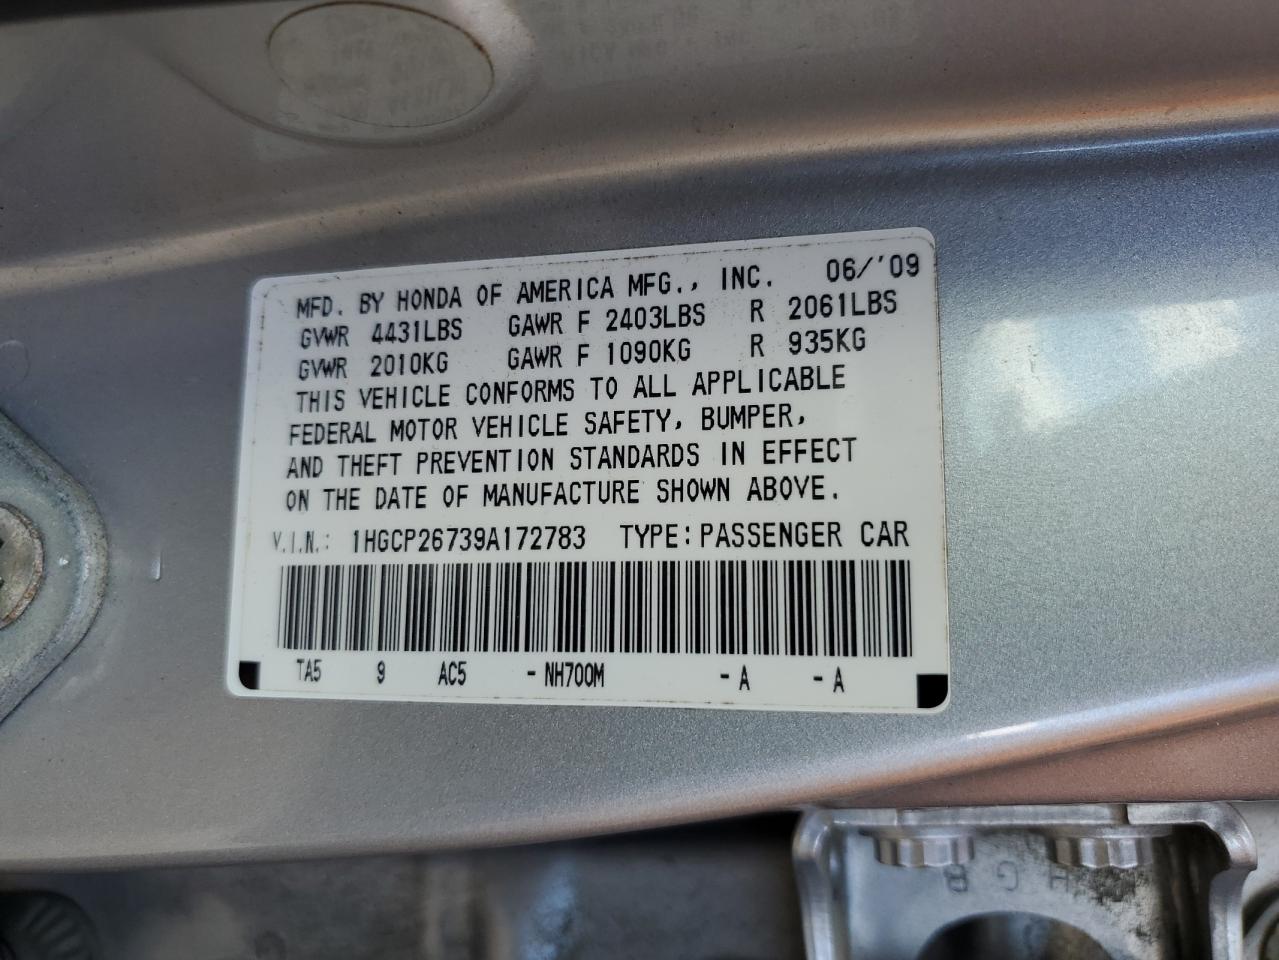 MFD. BY HONDA OF AMERICA MFG., INC. 06/'09
GVWR 4431LBS GAWR F 2403LBS R 2061LBS
GVWR 2010KG GAWR F 1090KG R 935KG
THIS VEHICLE CONFORMS TO ALL APPLICABLE
FEDERAL MOTOR VEHICLE SAFETY, BUMPER,
AND THEFT PREVENTION STANDARDS IN EFFECT
ON THE DATE OF MANUFACTURE SHOWN ABOVE.
V.I.N.: 1HGCP26739A172783 TYPE: PASSENGER CAR
TA5 9 AC5 -NH700M -A -A